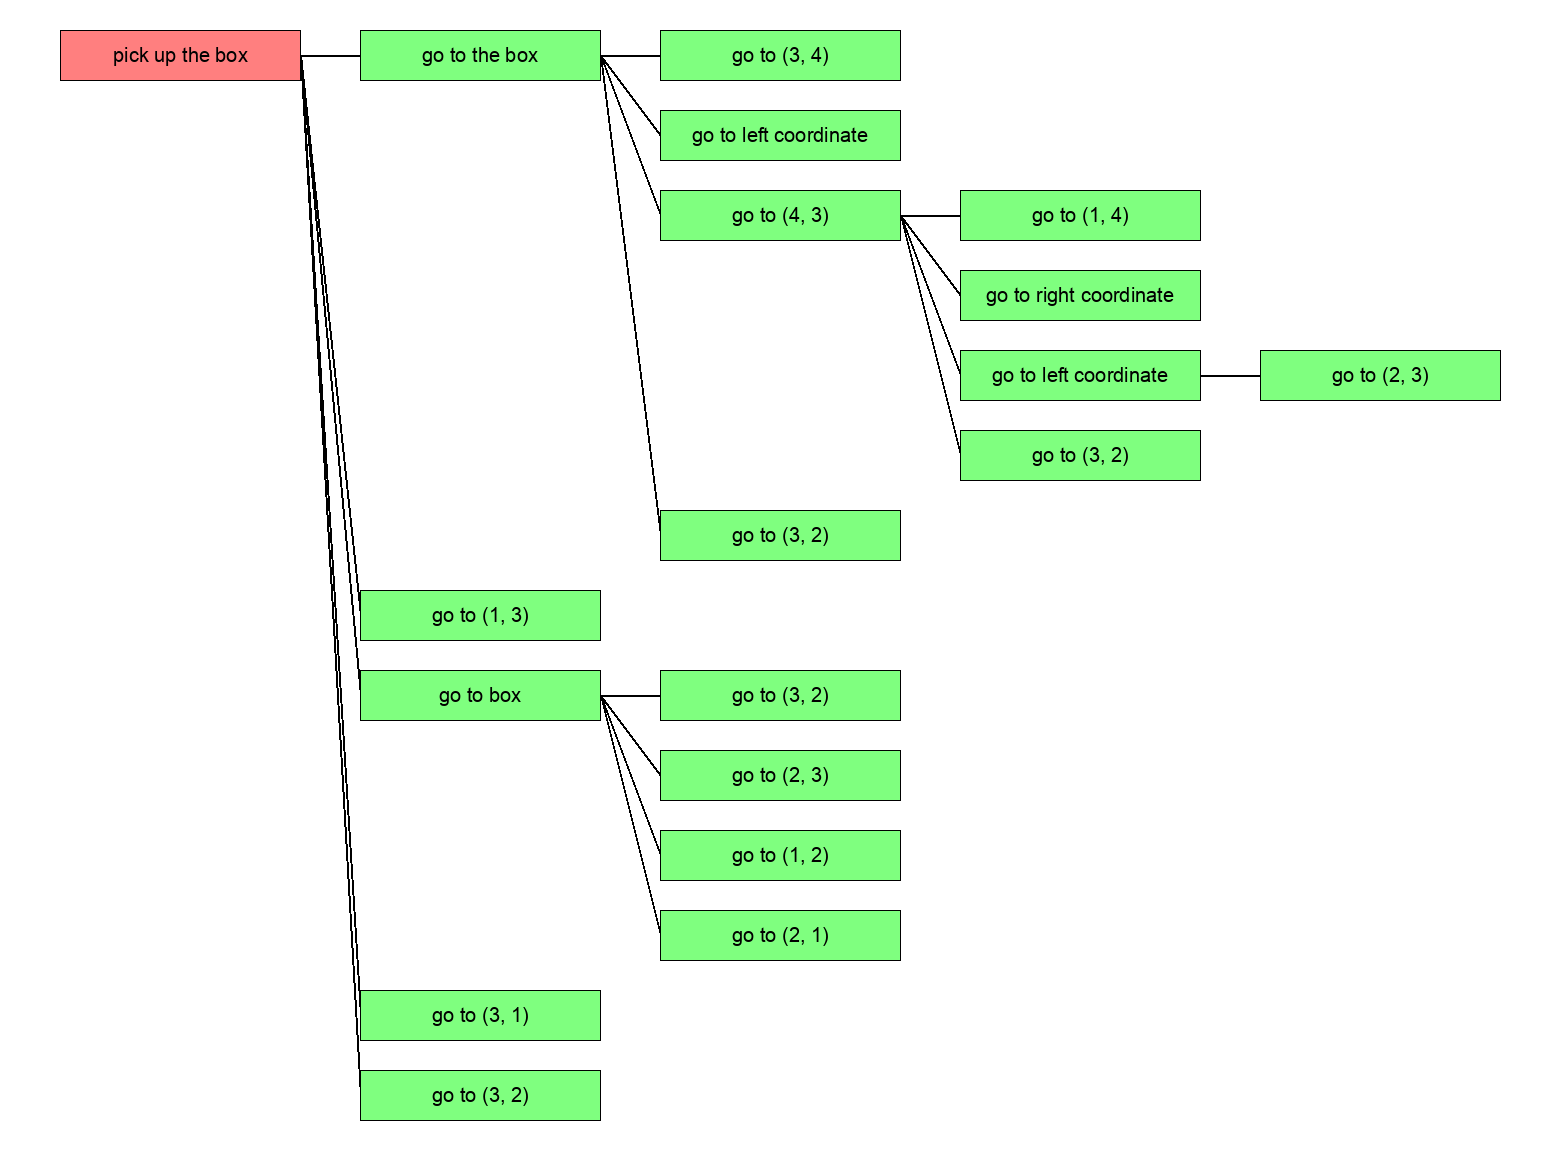 pick up the box
go to the box
go to (3, 4)
go to left coordinate
go to (4, 3)
go to (1, 4)
go to right coordinate
go to left coordinate
go to (2, 3)
go to (3, 2)
go to (3, 2)
go to (1, 3)
go to box
go to (3, 2)
go to (2, 3)
go to (1, 2)
go to (2, 1)
go to (3, 1)
go to (3, 2)